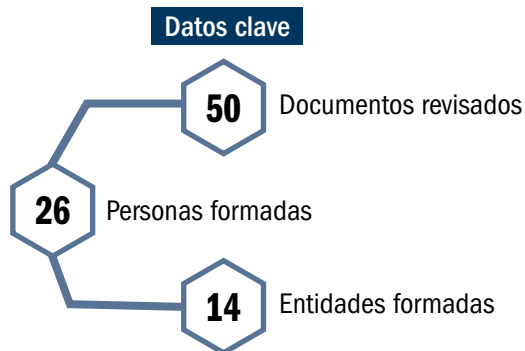 Datos clave
50 Documentos revisados
26 Personas formadas
14 Entidades formadas